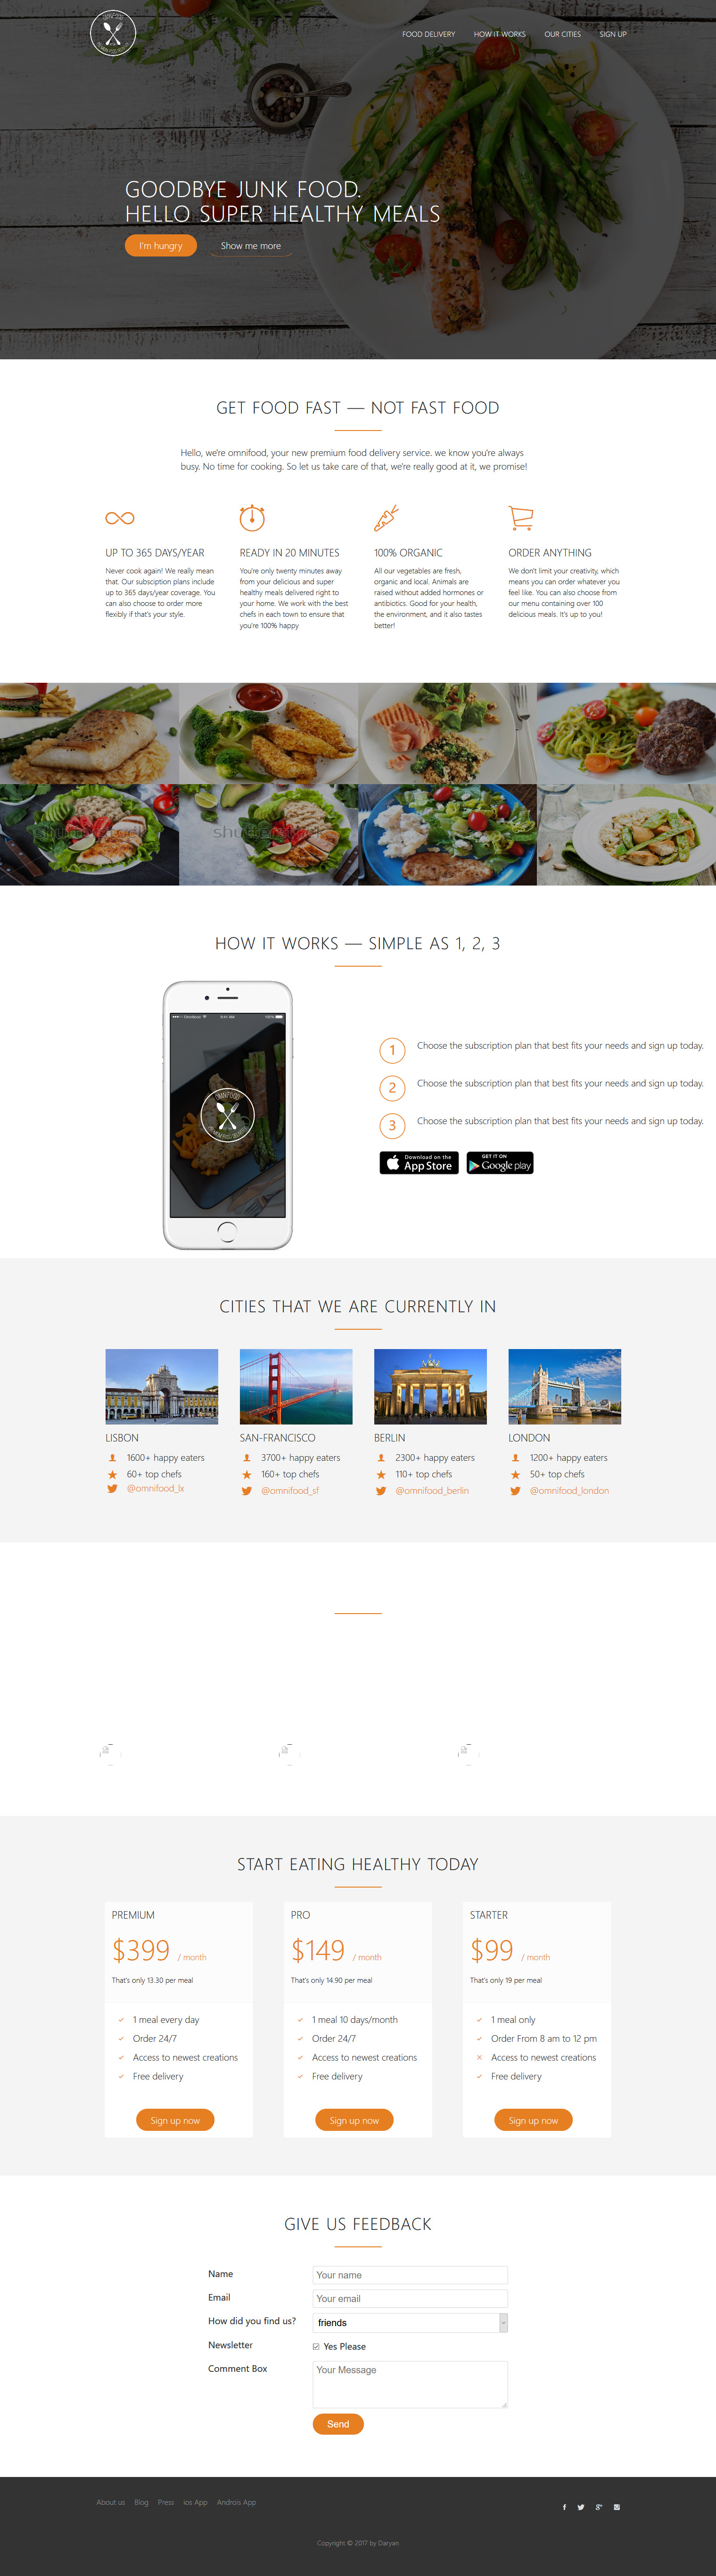 OMNIFOOD
FOOD DELIVERY HOW IT WORKS OUR CITIES SIGN UP
GOODBYE JUNK FOOD.
HELLO SUPER HEALTHY MEALS
I'm hungry Show me more
GET FOOD FAST — NOT FAST FOOD
Hello, we're omnifood, your new premium food delivery service. we know you're always
busy. No time for cooking. So let us take care of that, we're really good at it, we promise!
UP TO 365 DAYS/YEAR
Never cook again! We really mean
that. Our subsciption plans include
up to 365 days/year coverage. You
can also choose to order more
flexibly if that's your style.
READY IN 20 MINUTES
You're only twenty minutes away
from your delicious and super
healthy meals delivered right to
your home. We work with the best
chefs in each town to ensure that
you're 100% happy
100% ORGANIC
All our vegetables are fresh,
organic and local. Animals are
raised without added hormones or
antibiotics. Good for your health,
the environment, and it also tastes
better!
ORDER ANYTHING
We don't limit your creativity, which
means you can order whatever you
feel like. You can also choose from
our menu containing over 100
delicious meals. It's up to you!
shutterstock
shutterstock
HOW IT WORKS — SIMPLE AS 1, 2, 3
9:41 AM 100%
OMNIFOOD
1 Choose the subscription plan that best fits your needs and sign up today.
2 Choose the subscription plan that best fits your needs and sign up today.
3 Choose the subscription plan that best fits your needs and sign up today.
Download on the
App Store
GET IT ON
Google play
CITIES THAT WE ARE CURRENTLY IN
LISBON
1600+ happy eaters
60+ top chefs
@omnifood_lx
SAN-FRANCISCO
3700+ happy eaters
160+ top chefs
@omnifood_sf
BERLIN
2300+ happy eaters
110+ top chefs
@omnifood_berlin
LONDON
1200+ happy eaters
50+ top chefs
@omnifood_london
START EATING HEALTHY TODAY
PREMIUM
$399 / month
That's only 13.30 per meal
1 meal every day
Order 24/7
Access to newest creations
Free delivery
Sign up now
PRO
$149 / month
That's only 14.90 per meal
1 meal 10 days/month
Order 24/7
Access to newest creations
Free delivery
Sign up now
STARTER
$99 / month
That's only 19 per meal
1 meal only
Order From 8 am to 12 pm
Access to newest creations
Free delivery
Sign up now
GIVE US FEEDBACK
Name Your name
Email Your email
How did you find us? friends
Newsletter Yes Please
Comment Box Your Message
Send
About us Blog Press ios App Androis App
Copyright © 2017 by Daryan